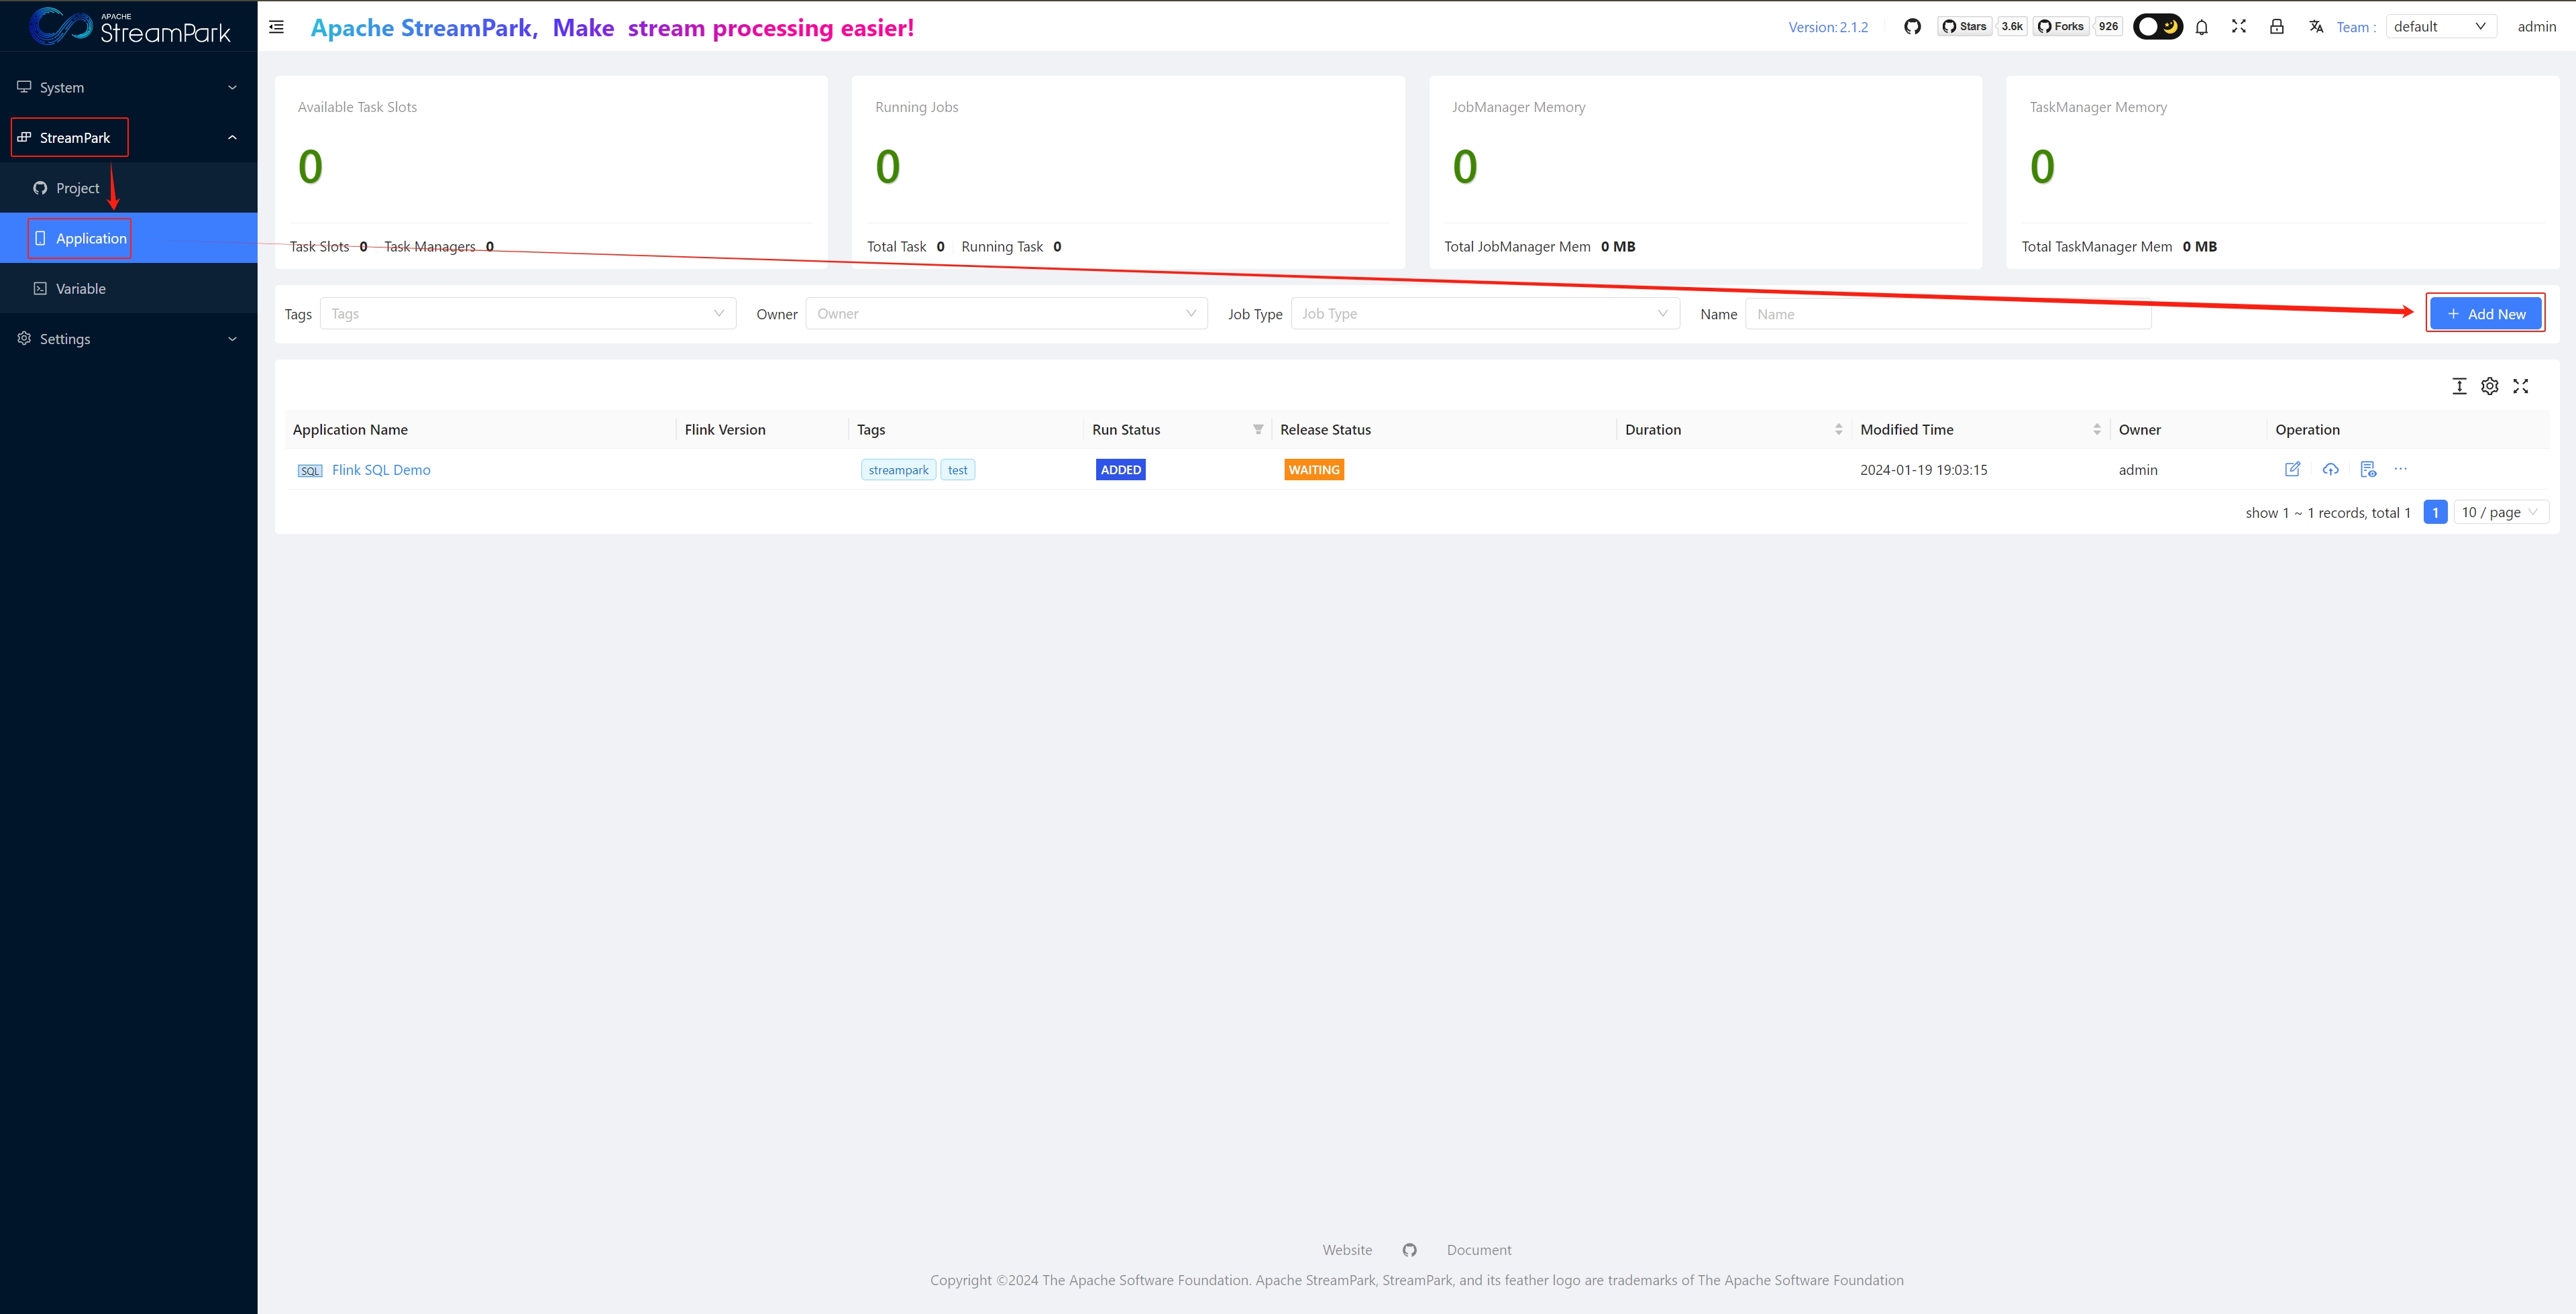 APACHE
StreamPark
Apache StreamPark, Make stream processing easier!
Version: 2.1.2
Stars 3.6k
Forks 926
Team : default
admin
System
StreamPark
Project
Application
Variable
Settings
Available Task Slots
0
Task Slots 0 Task Managers 0
Running Jobs
0
Total Task 0 Running Task 0
JobManager Memory
0
Total JobManager Mem 0 MB
TaskManager Memory
0
Total TaskManager Mem 0 MB
Tags Tags Owner Owner Job Type Job Type Name Name + Add New
Application Name Flink Version Tags Run Status Release Status Duration Modified Time Owner Operation
SQL Flink SQL Demo streampark test ADDED WAITING 2024-01-19 19:03:15 admin
show 1 ~ 1 records, total 1 1 10 / page
Website Document
Copyright ©2024 The Apache Software Foundation. Apache StreamPark, StreamPark, and its feather logo are trademarks of The Apache Software Foundation